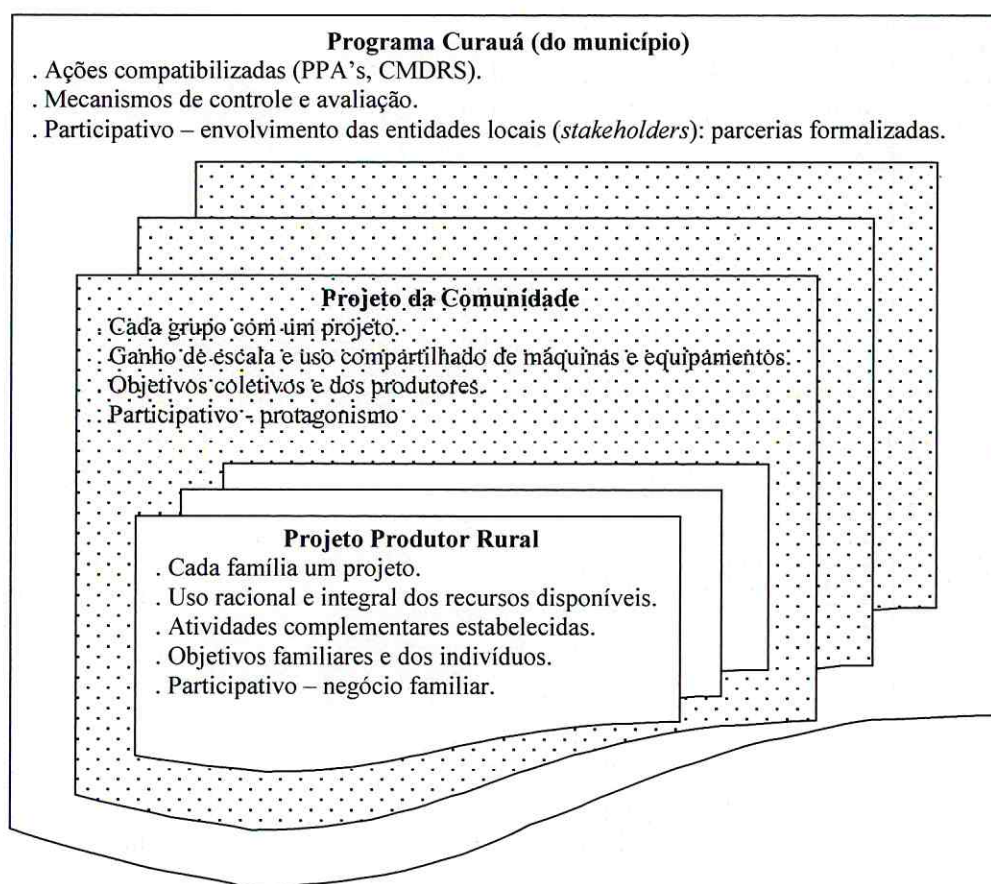 Programa Curauá (do município)
. Ações compatibilizadas (PPA's, CMDRS).
. Mecanismos de controle e avaliação.
. Participativo – envolvimento das entidades locais (stakeholders): parcerias formalizadas.
Projeto da Comunidade
. Cada grupo com um projeto.
. Ganho de escala e uso compartilhado de máquinas e equipamentos.
. Objetivos coletivos e dos produtores.
. Participativo - protagonismo
Projeto Produtor Rural
. Cada família um projeto.
. Uso racional e integral dos recursos disponíveis.
. Atividades complementares estabelecidas.
. Objetivos familiares e dos indivíduos.
. Participativo – negócio familiar.